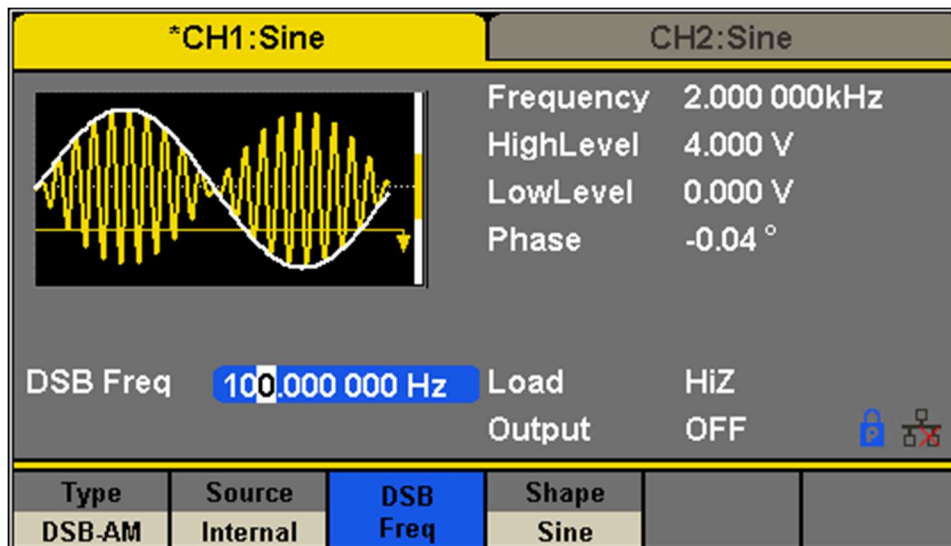 *CH1:Sine CH2:Sine
Frequency 2.000 000kHz
HighLevel 4.000 V
LowLevel 0.000 V
Phase -0.04 °
DSB Freq 100.000 000 Hz Load HiZ
Output OFF P
Type Source DSB Freq Shape
DSB-AM Internal Sine